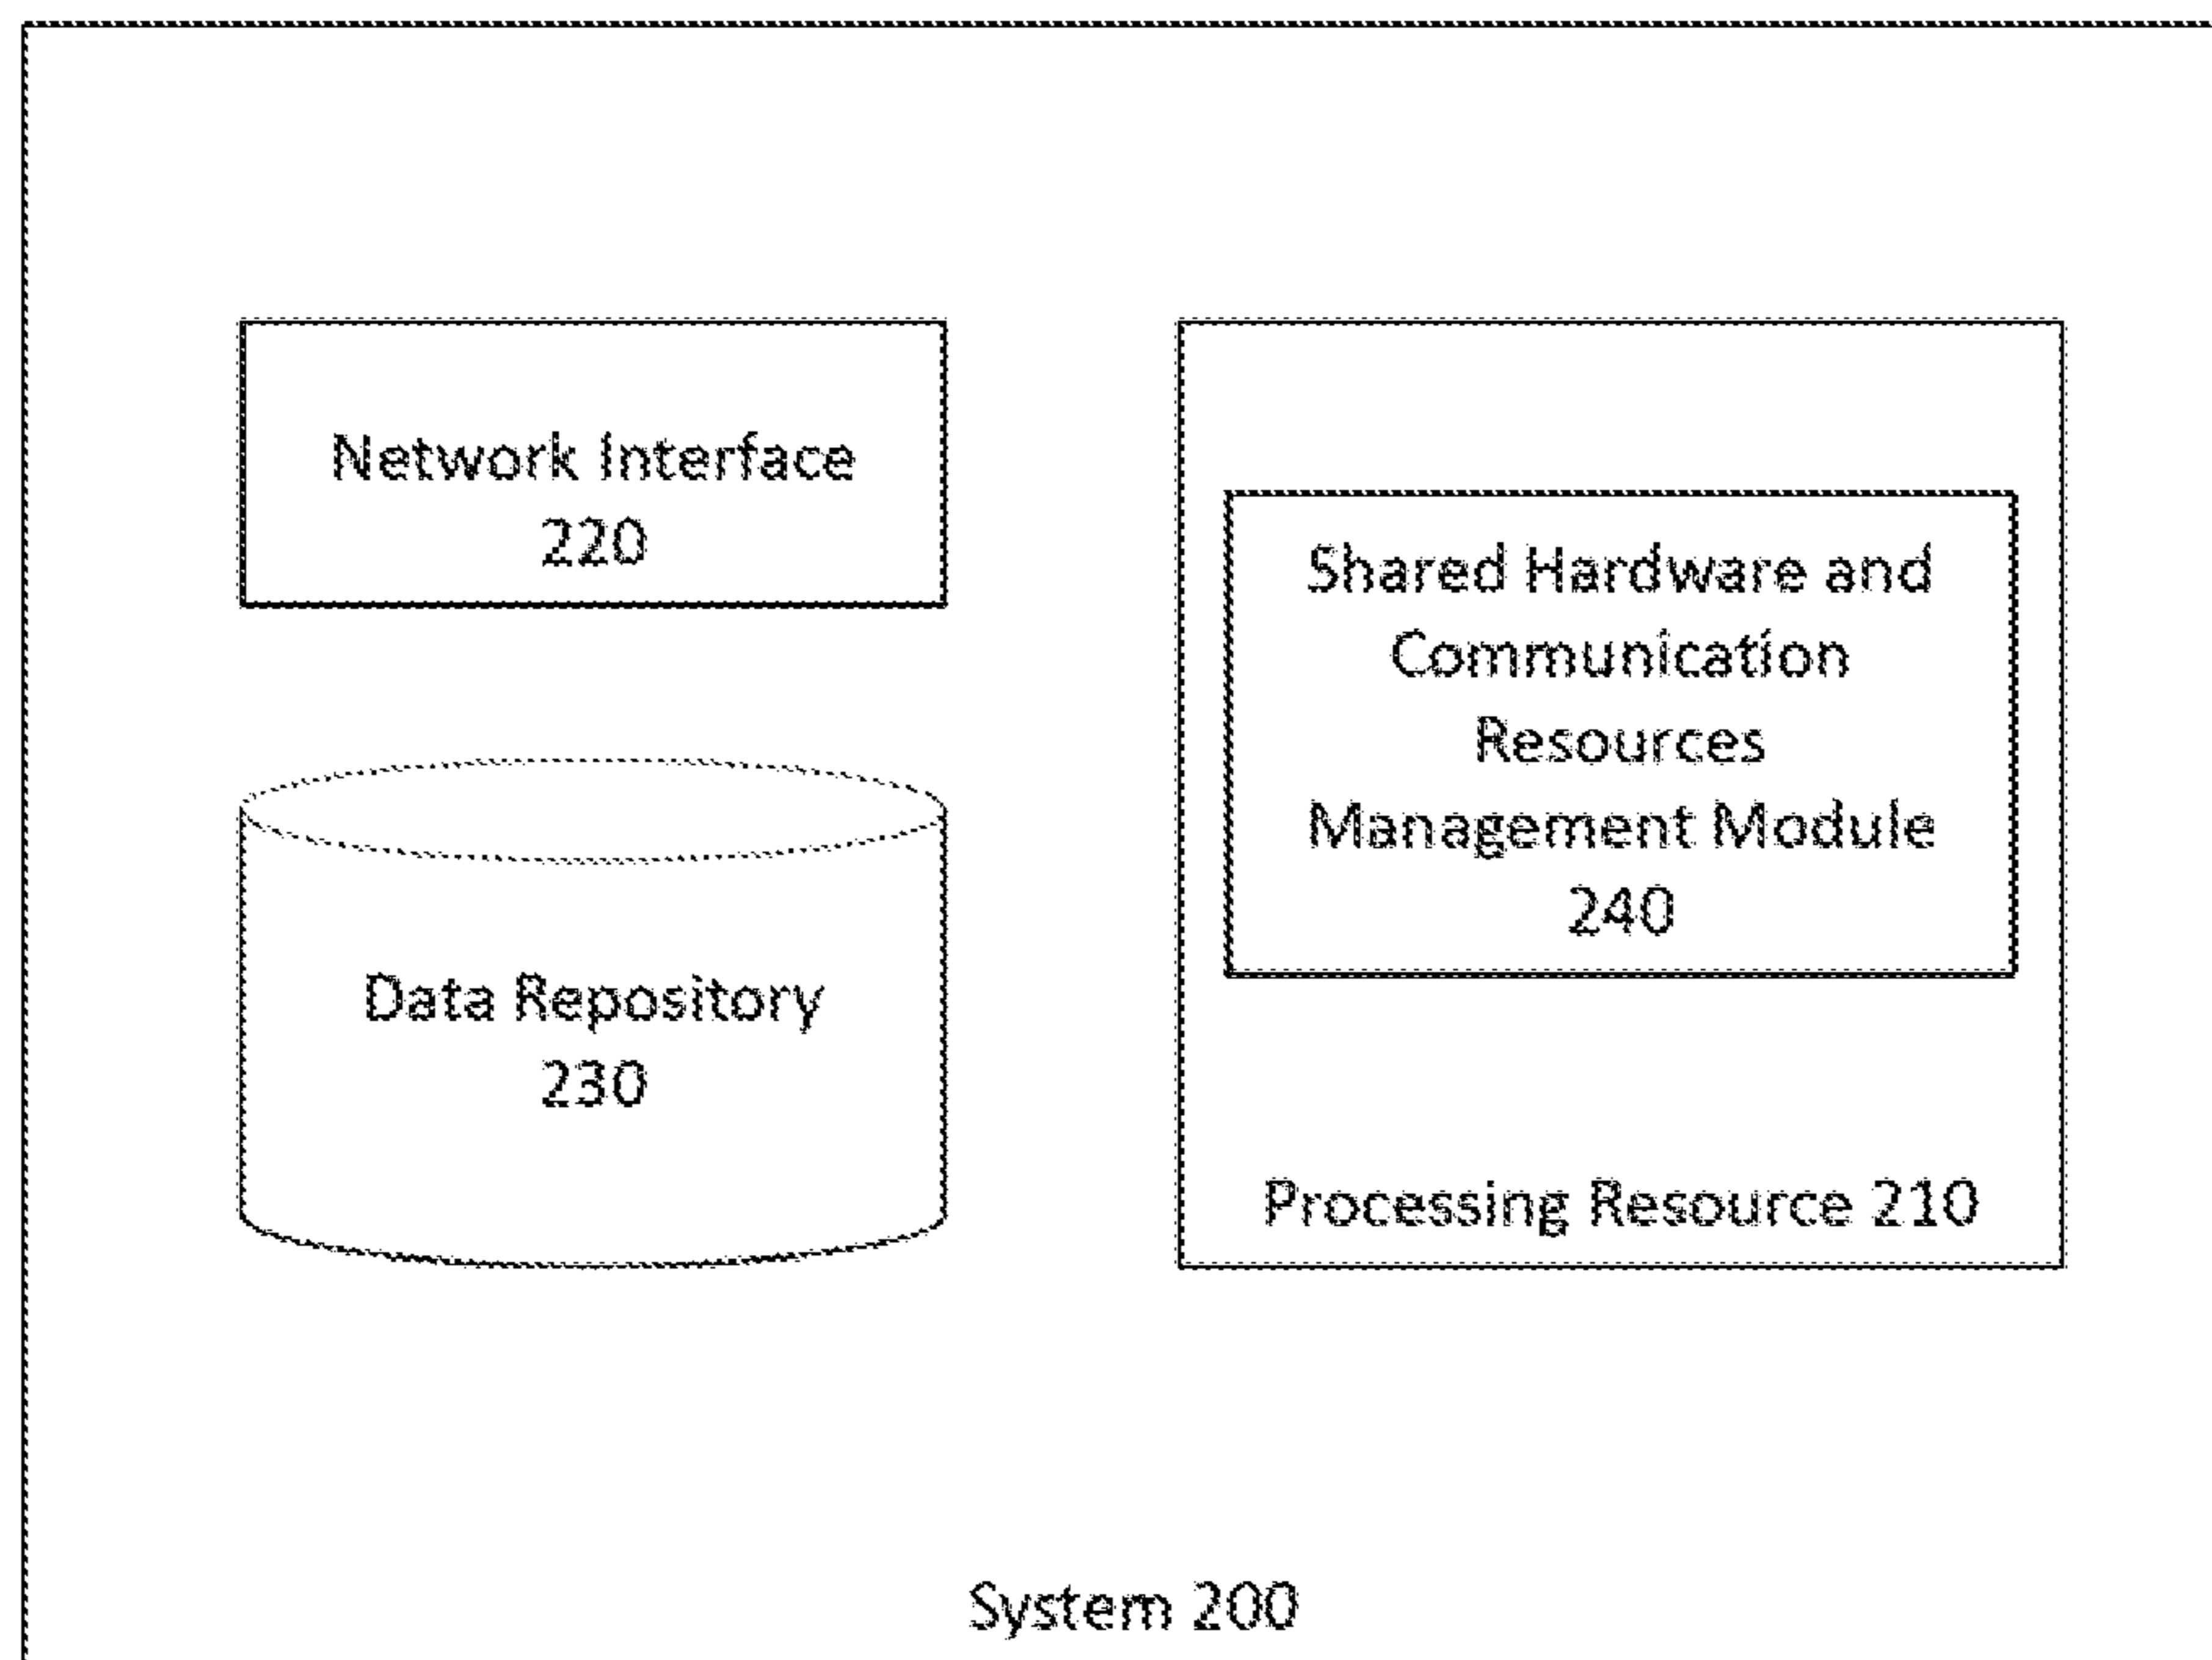 Network Interface
220
Data Repository
230
Shared Hardware and
Communication
Resources
Management Module
240
Processing Resource 210
System 200